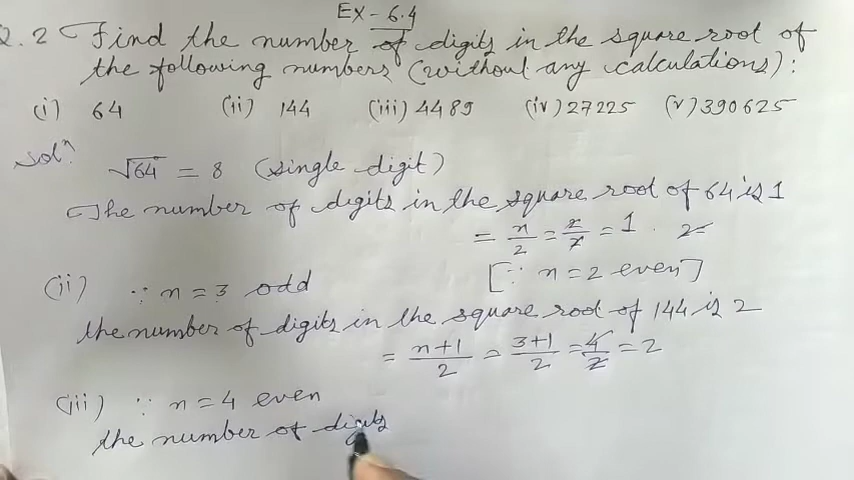 EX - 6.4
Q.2 Find the number of digits in the square root of
the following numbers (without any calculations):
(i) 64 (ii) 144 (iii) 4489 (iv) 27225 (v) 390625
Solⁿ √64 = 8 (single digit)
The number of digits in the square root of 64 is 1
= n/2 = 2/2 = 1.
[∵ n = 2 even]
(ii) ∵ n = 3 odd
the number of digits in the square root of 144 is 2
= n+1/2 = 3+1/2 = 4/2 = 2
(iii) ∵ n = 4 even
the number of digits